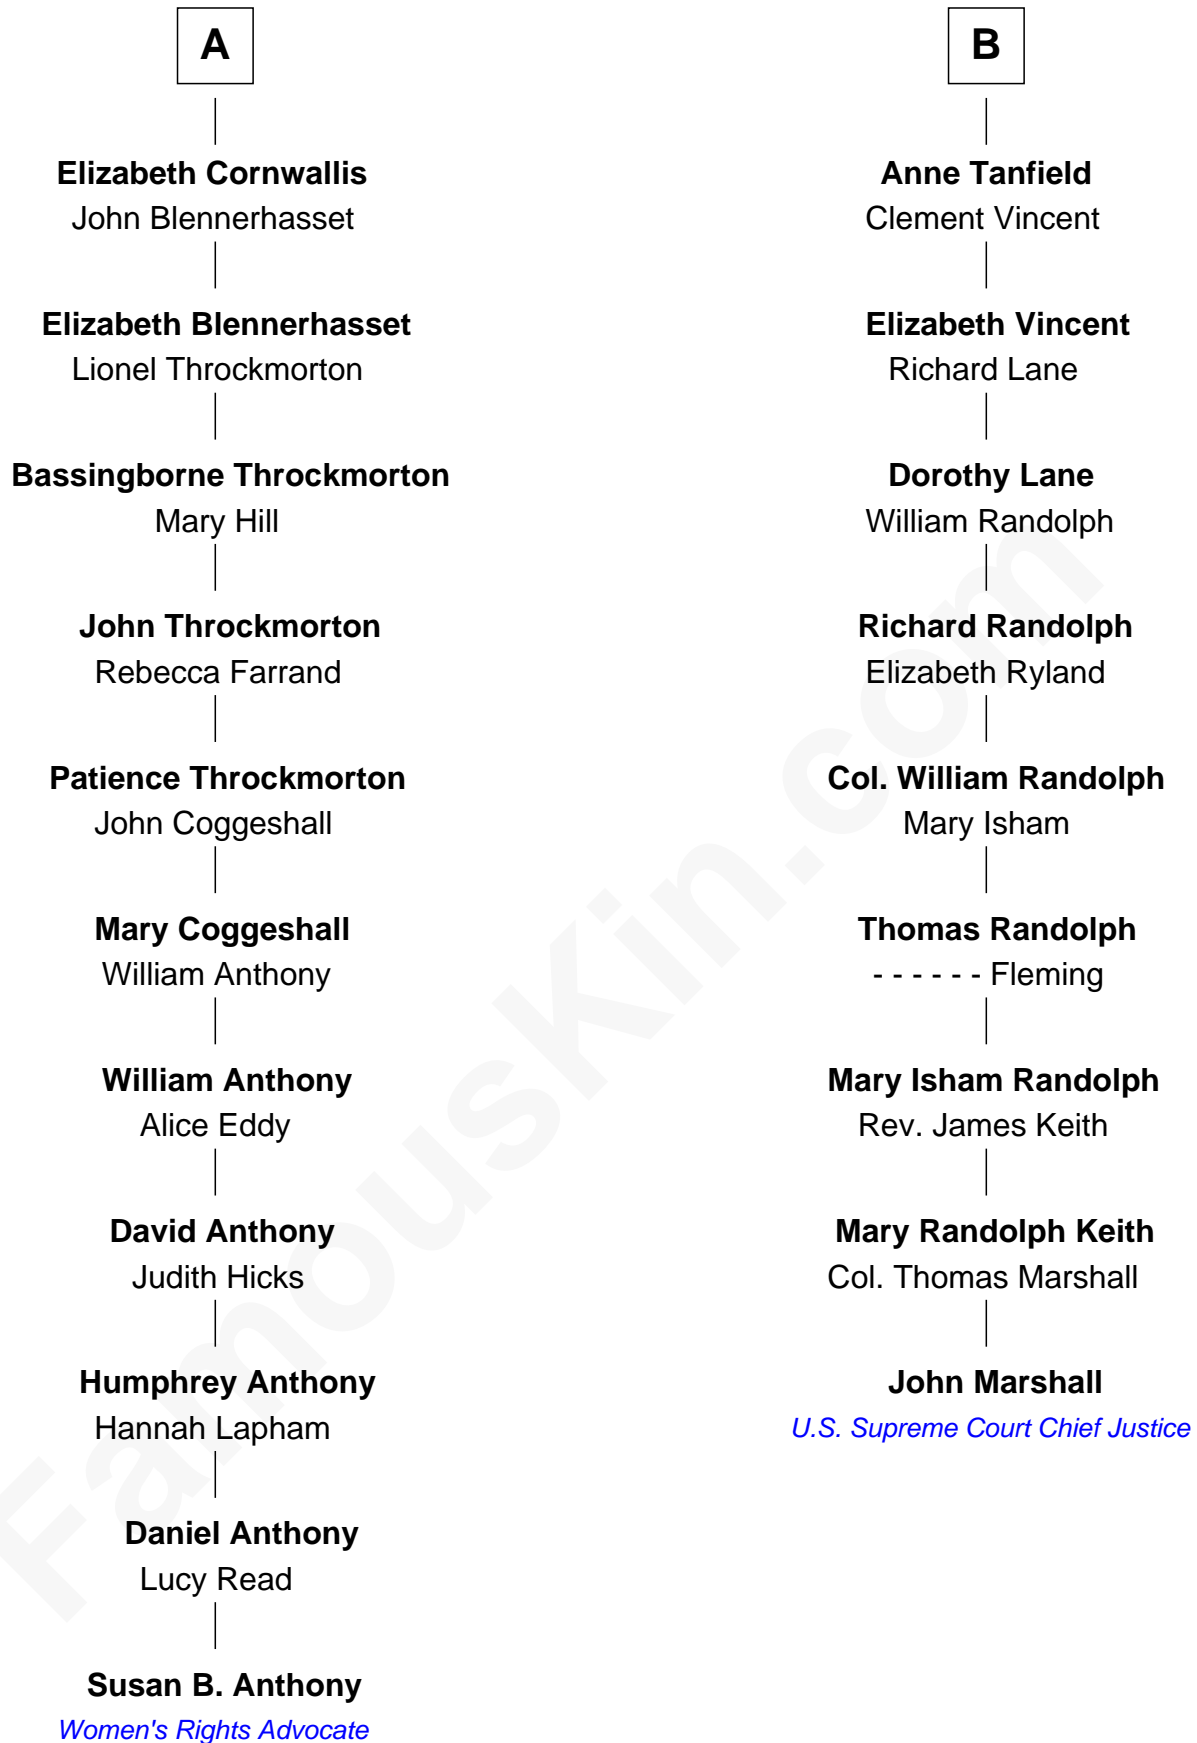 A
Elizabeth Cornwallis
John Blennerhasset
Elizabeth Blennerhasset
Lionel Throckmorton
Bassingborne Throckmorton
Mary Hill
John Throckmorton
Rebecca Farrand
Patience Throckmorton
John Coggeshall
Mary Coggeshall
William Anthony
William Anthony
Alice Eddy
David Anthony
Judith Hicks
Humphrey Anthony
Hannah Lapham
Daniel Anthony
Lucy Read
Susan B. Anthony
Women's Rights Advocate
B
Anne Tanfield
Clement Vincent
Elizabeth Vincent
Richard Lane
Dorothy Lane
William Randolph
Richard Randolph
Elizabeth Ryland
Col. William Randolph
Mary Isham
Thomas Randolph
- - - - - - Fleming
Mary Isham Randolph
Rev. James Keith
Mary Randolph Keith
Col. Thomas Marshall
John Marshall
U.S. Supreme Court Chief Justice
FamousKin.com